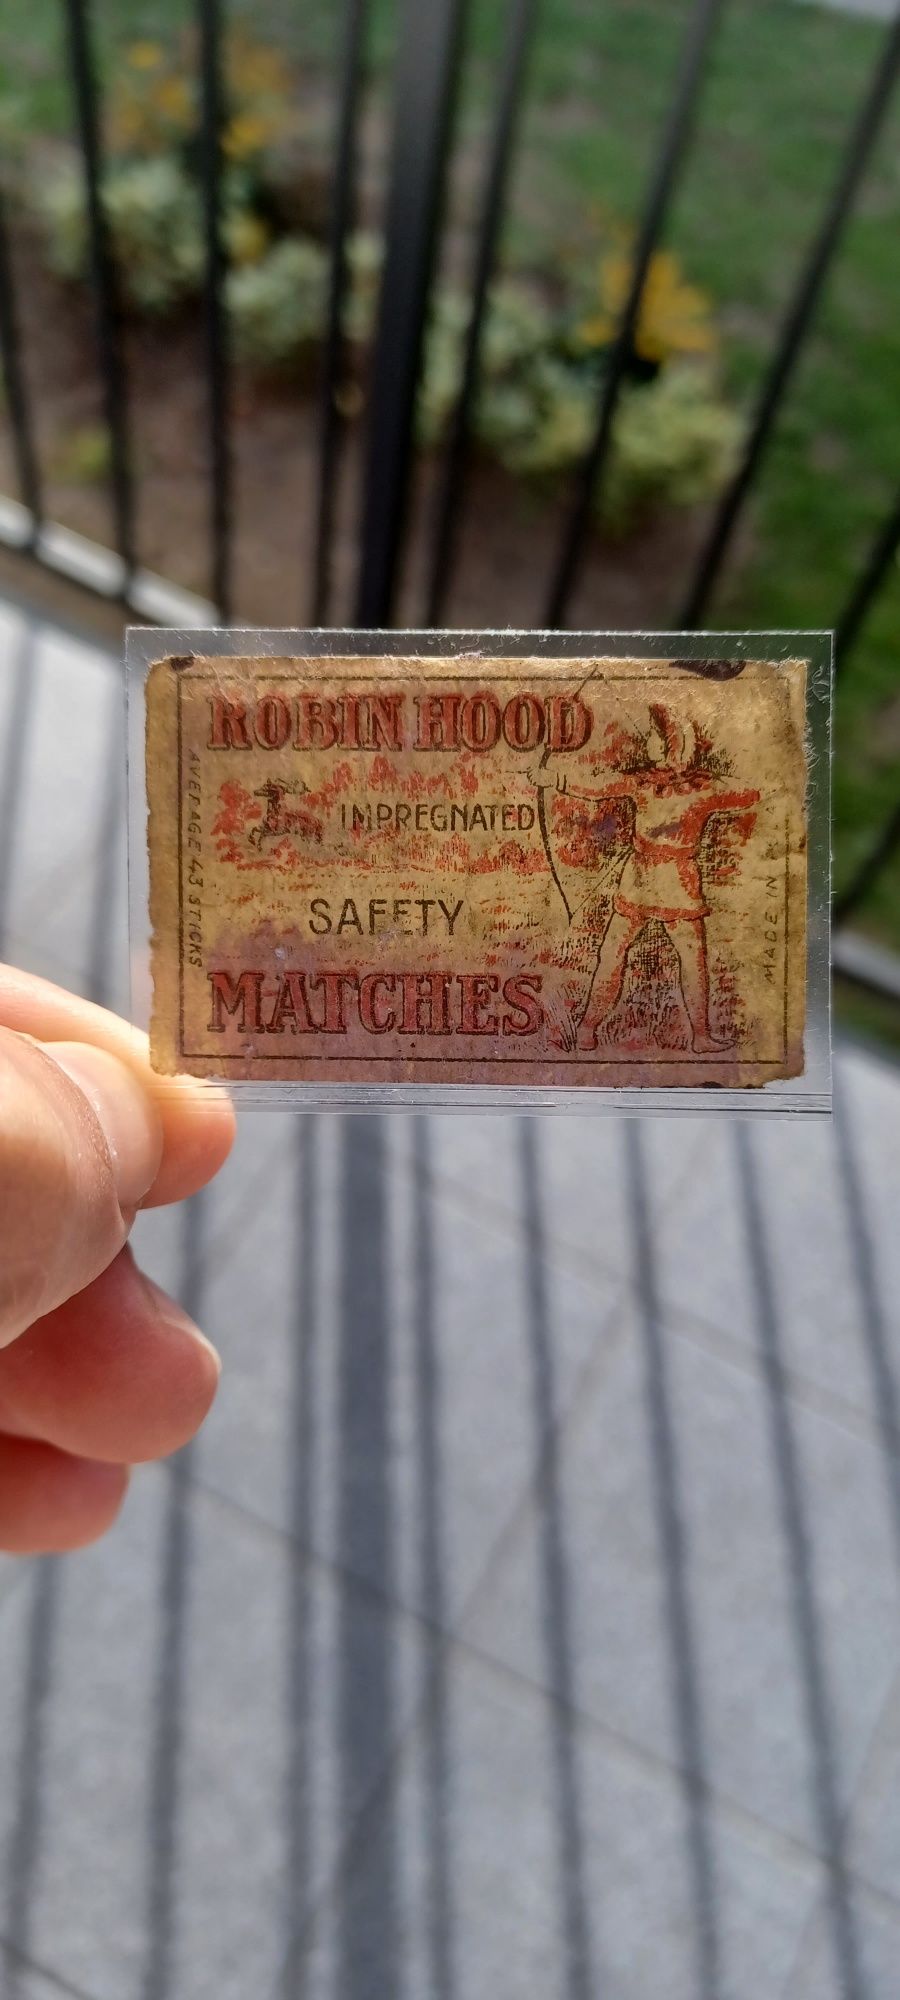 ROBIN HOOD
IMPREGNATED
SAFETY
MATCHES
AVERAGE 43 STICKS
MADE IN